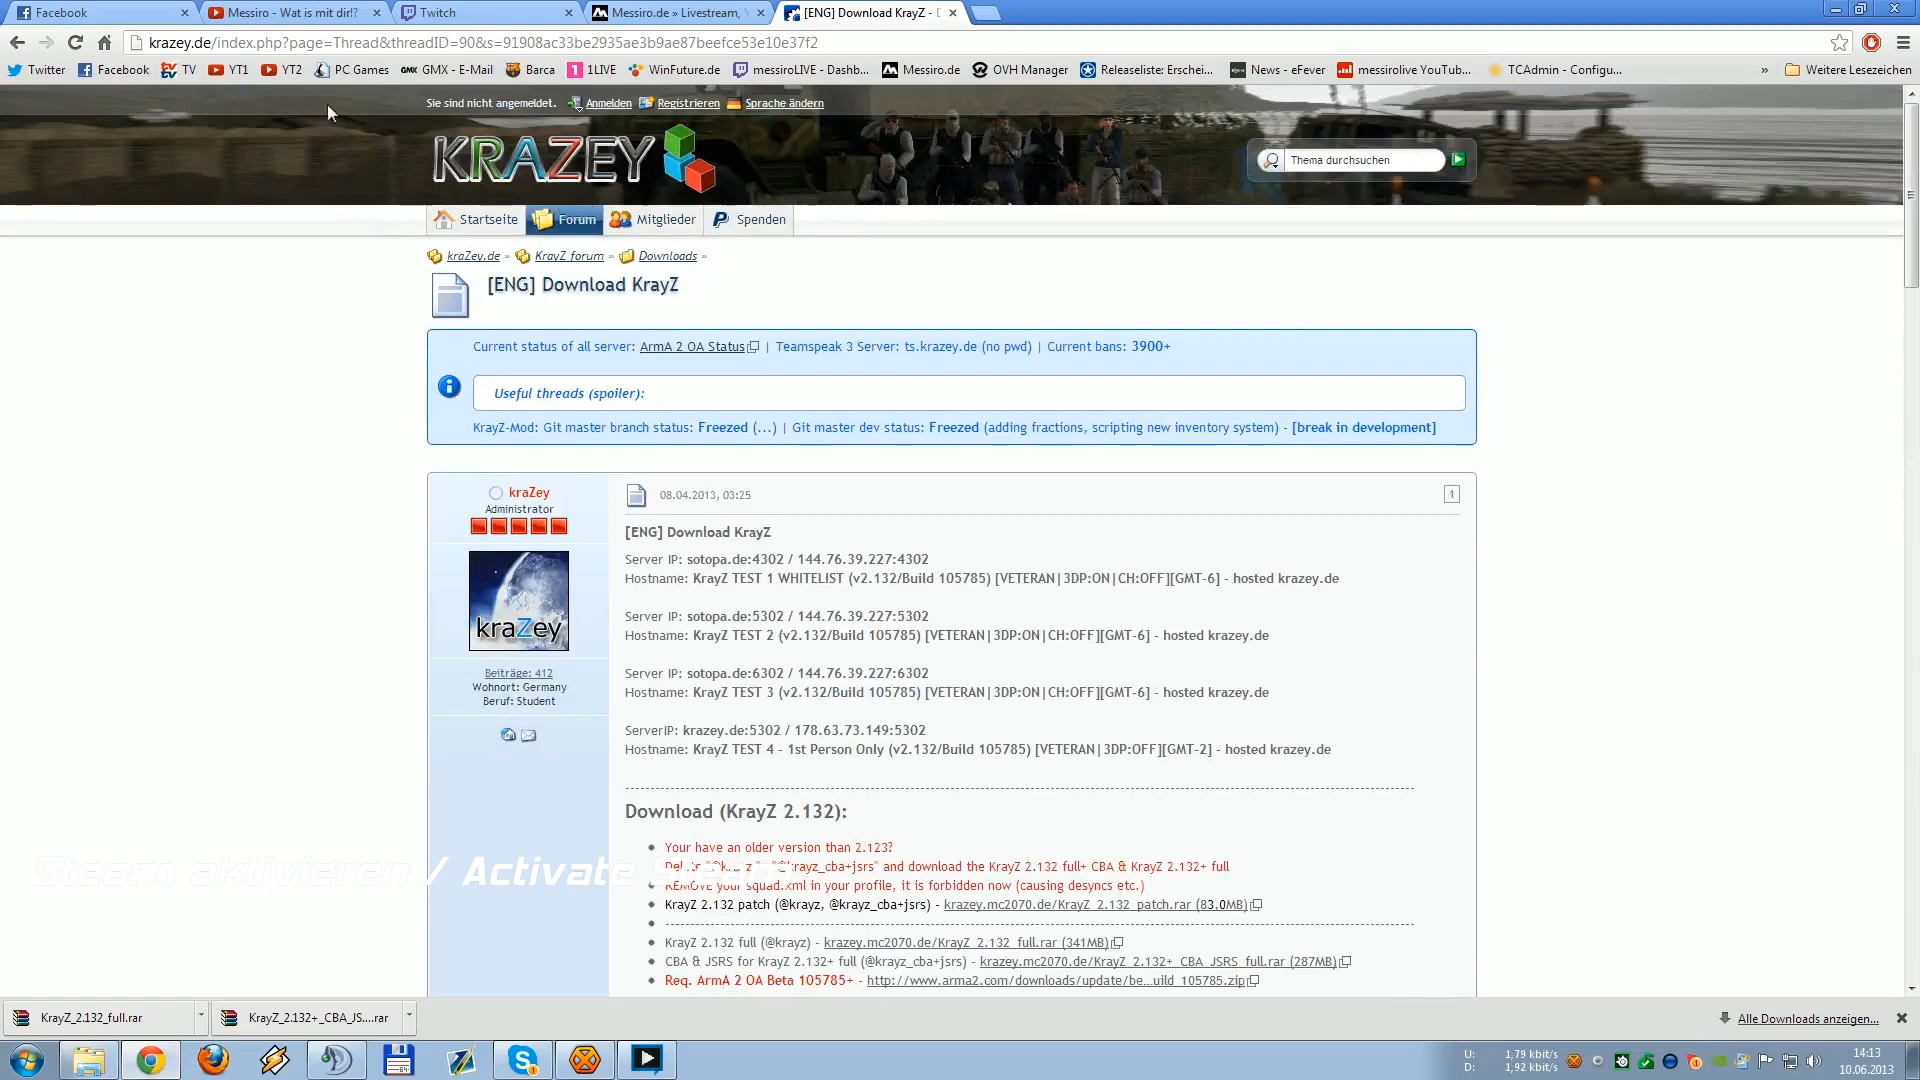 Facebook
Messiro - Wat is mit dir!?
Twitch
Messiro.de » Livestream,
[ENG] Download KrayZ -
krazey.de/index.php?page=Thread&threadID=90&s=91908ac33be2935ae3b9ae87beefce53e10e37f2
Twitter Facebook TV YT1 YT2 PC Games GMX - E-Mail Barca 1LIVE WinFuture.de messiroLIVE - Dashb... Messiro.de OVH Manager Releaseliste: Erschei... News - eFever messirolive YouTub... TCAdmin - Configu... » Weitere Lesezeichen
Sie sind nicht angemeldet. Anmelden Registrieren Sprache ändern
KRAZEY
Thema durchsuchen
Startseite Forum Mitglieder Spenden
kraZey.de » KrayZ forum » Downloads »
[ENG] Download KrayZ
Current status of all server: ArmA 2 OA Status | Teamspeak 3 Server: ts.krazey.de (no pwd) | Current bans: 3900+
Useful threads (spoiler):
KrayZ-Mod: Git master branch status: Freezed (...) | Git master dev status: Freezed (adding fractions, scripting new inventory system) - [break in development]
kraZey
Administrator
kraZey
Beiträge: 412
Wohnort: Germany
Beruf: Student
08.04.2013, 03:25
1
[ENG] Download KrayZ
Server IP: sotopa.de:4302 / 144.76.39.227:4302
Hostname: KrayZ TEST 1 WHITELIST (v2.132/Build 105785) [VETERAN|3DP:ON|CH:OFF][GMT-6] - hosted krazey.de
Server IP: sotopa.de:5302 / 144.76.39.227:5302
Hostname: KrayZ TEST 2 (v2.132/Build 105785) [VETERAN|3DP:ON|CH:OFF][GMT-6] - hosted krazey.de
Server IP: sotopa.de:6302 / 144.76.39.227:6302
Hostname: KrayZ TEST 3 (v2.132/Build 105785) [VETERAN|3DP:ON|CH:OFF][GMT-6] - hosted krazey.de
ServerIP: krazey.de:5302 / 178.63.73.149:5302
Hostname: KrayZ TEST 4 - 1st Person Only (v2.132/Build 105785) [VETERAN|3DP:OFF][GMT-2] - hosted krazey.de
Download (KrayZ 2.132):
Your have an older version than 2.123?
"@krayz_cba+jsrs" and download the KrayZ 2.132 full+ CBA & KrayZ 2.132+ full
Steam aktivieren / Activate Steam
REMOVE your squad.xml in your profile, it is forbidden now (causing desyncs etc.)
KrayZ 2.132 patch (@krayz, @krayz_cba+jsrs) - krazey.mc2070.de/KrayZ_2.132_patch.rar (83,0MB)
KrayZ 2.132 full (@krayz) - krazey.mc2070.de/KrayZ_2.132_full.rar (341MB)
CBA & JSRS for KrayZ 2.132+ full (@krayz_cba+jsrs) - krazey.mc2070.de/KrayZ_2.132+_CBA_JSRS_full.rar (287MB)
Req. ArmA 2 OA Beta 105785+ - http://www.arma2.com/downloads/update/be...uild_105785.zip
KrayZ_2.132_full.rar
KrayZ_2.132+_CBA_JS....rar
Alle Downloads anzeigen...
U: 1,79 kbit/s
D: 1,92 kbit/s
14:13
10.06.2013